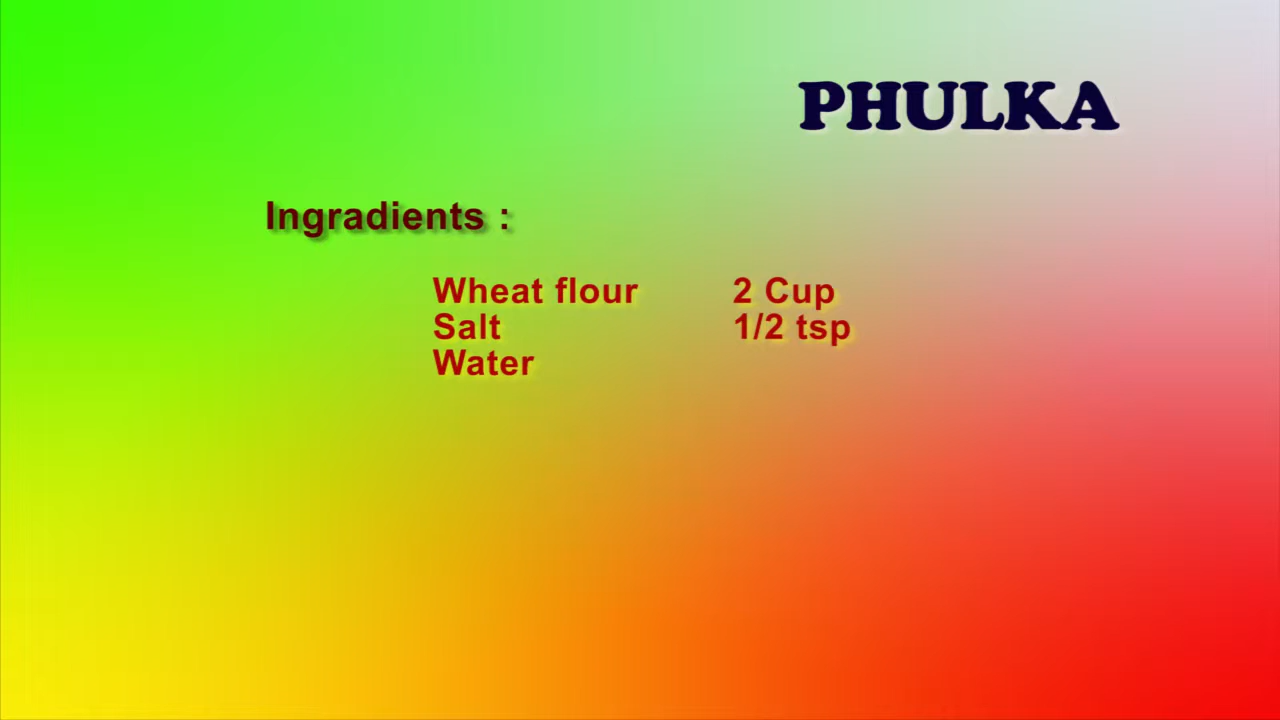 PHULKA
Ingradients :
Wheat flour 2 Cup
Salt 1/2 tsp
Water